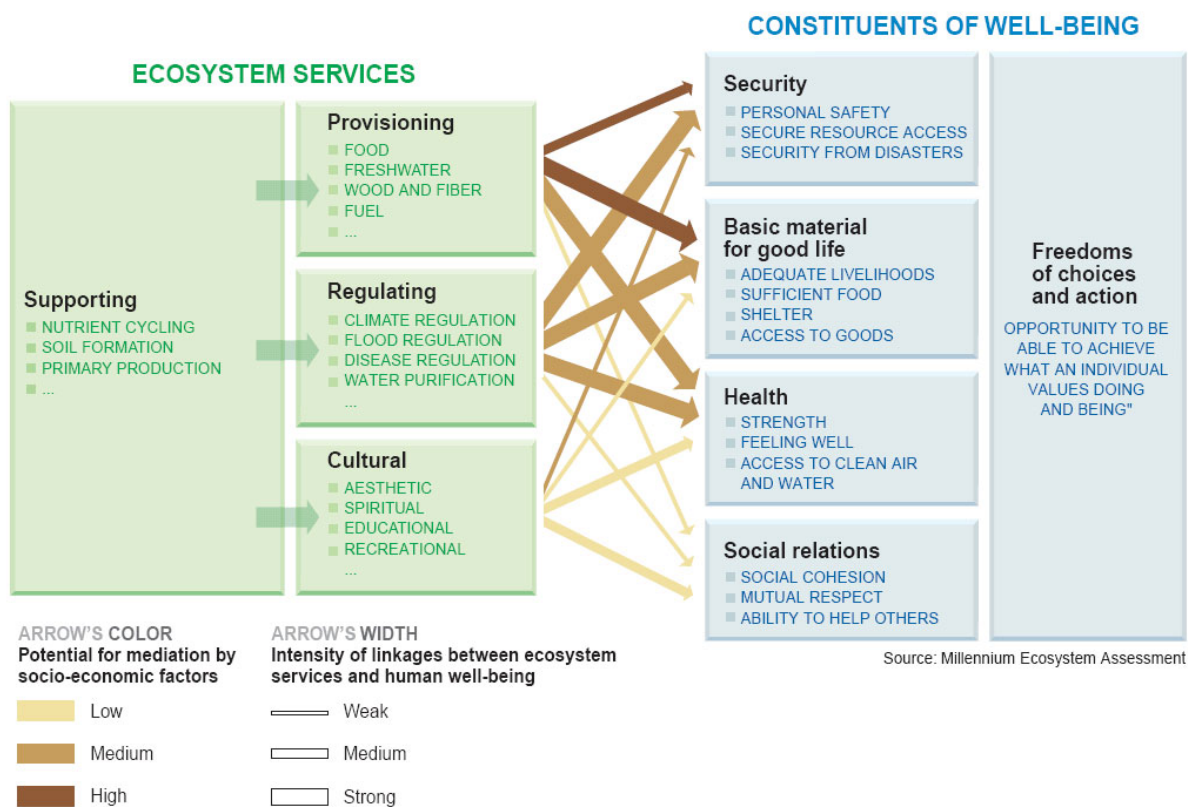 CONSTITUENTS OF WELL-BEING
ECOSYSTEM SERVICES
Supporting
NUTRIENT CYCLING
SOIL FORMATION
PRIMARY PRODUCTION
...
Provisioning
FOOD
FRESHWATER
WOOD AND FIBER
FUEL
...
Regulating
CLIMATE REGULATION
FLOOD REGULATION
DISEASE REGULATION
WATER PURIFICATION
...
Cultural
AESTHETIC
SPIRITUAL
EDUCATIONAL
RECREATIONAL
...
Security
PERSONAL SAFETY
SECURE RESOURCE ACCESS
SECURITY FROM DISASTERS
Basic material
for good life
ADEQUATE LIVELIHOODS
SUFFICIENT FOOD
SHELTER
ACCESS TO GOODS
Health
STRENGTH
FEELING WELL
ACCESS TO CLEAN AIR
AND WATER
Social relations
SOCIAL COHESION
MUTUAL RESPECT
ABILITY TO HELP OTHERS
Freedoms
of choices
and action
OPPORTUNITY TO BE
ABLE TO ACHIEVE
WHAT AN INDIVIDUAL
VALUES DOING
AND BEING"
Source: Millennium Ecosystem Assessment
ARROW'S COLOR
Potential for mediation by
socio-economic factors
Low
Medium
High
ARROW'S WIDTH
Intensity of linkages between ecosystem
services and human well-being
Weak
Medium
Strong